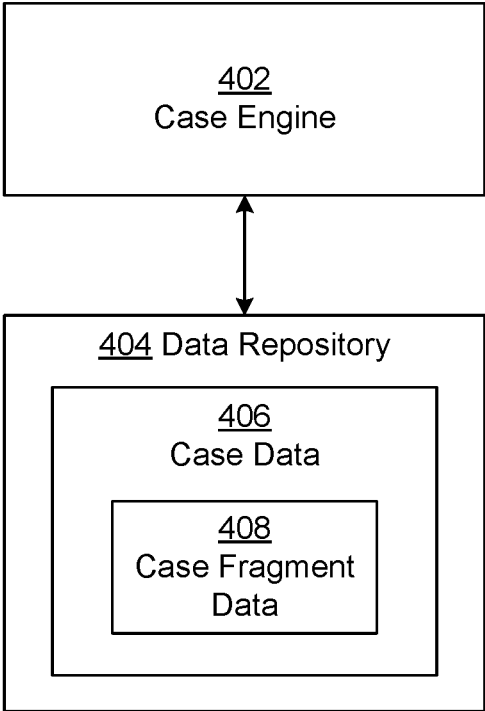 402
Case Engine
404 Data Repository
406
Case Data
408
Case Fragment
Data